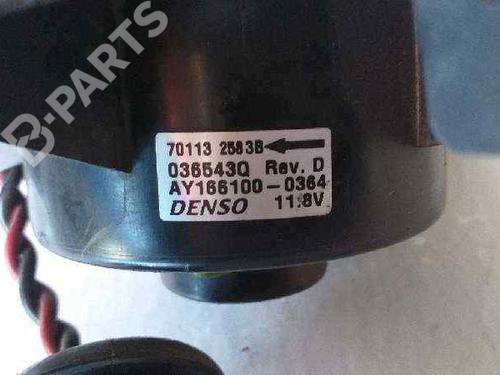 B-PARTS
70113 2583B
036543Q Rev. D
AY166100-0364
DENSO 11.8V